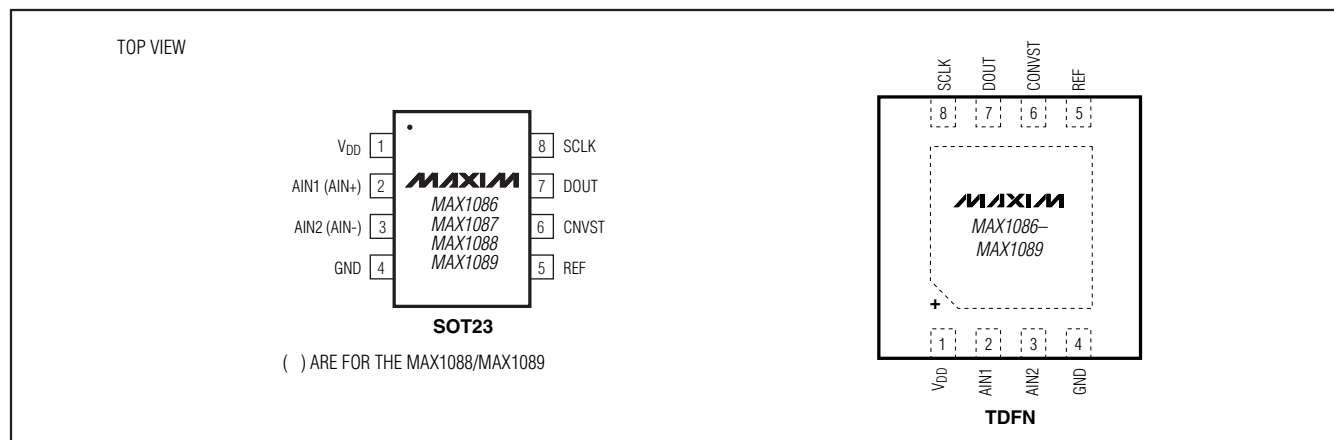 TOP VIEW
VDD 1
AIN1 (AIN+) 2
AIN2 (AIN-) 3
GND 4
MAXIM
MAX1086
MAX1087
MAX1088
MAX1089
8 SCLK
7 DOUT
6 CNVST
5 REF
SOT23
( ) ARE FOR THE MAX1088/MAX1089
SCLK DOUT CONVST REF
8 7 6 5
MAXIM
MAX1086–
MAX1089
+
1 2 3 4
VDD AIN1 AIN2 GND
TDFN